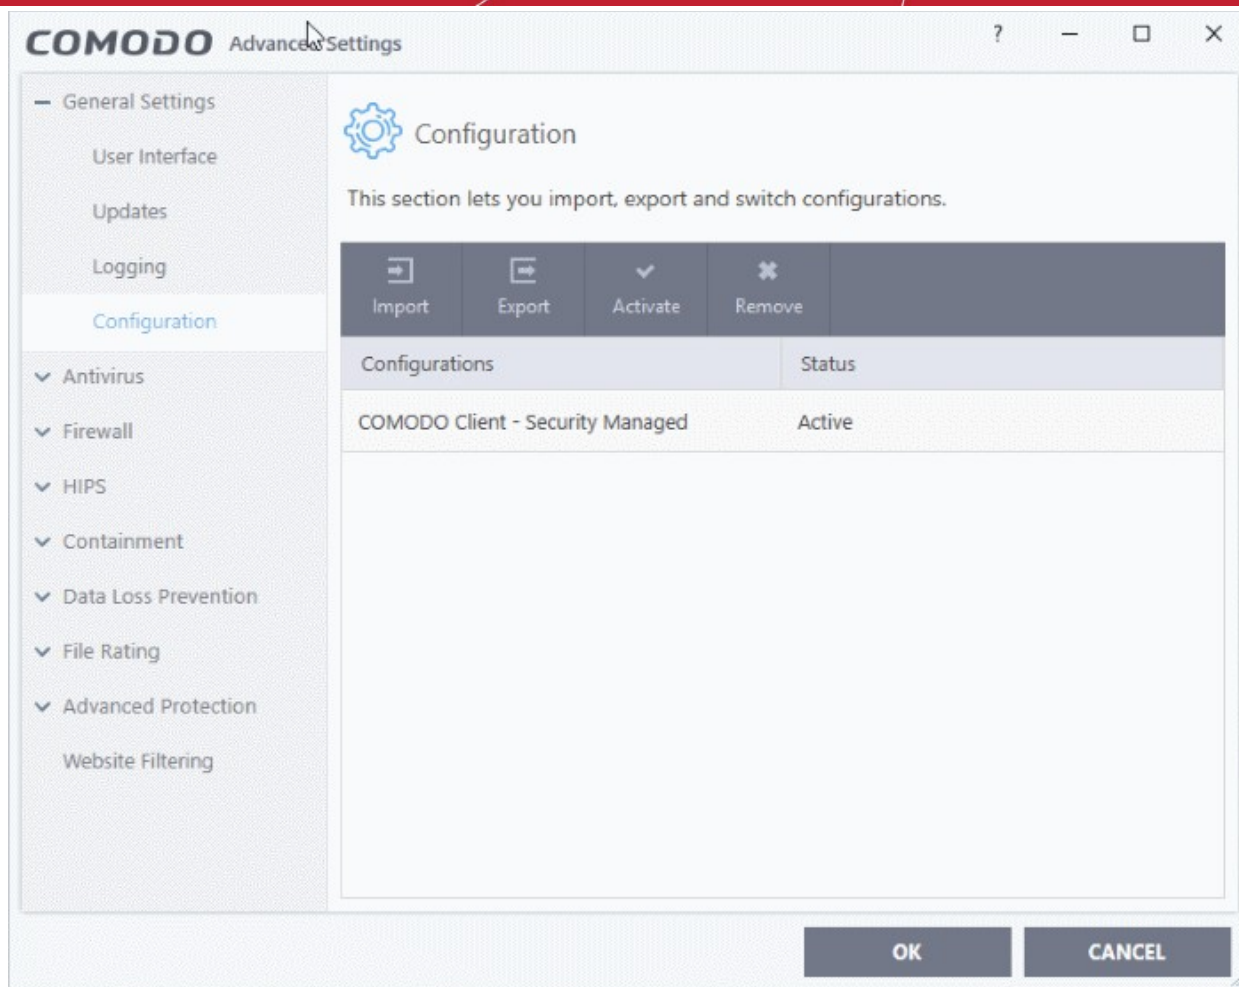 COMODO Advanced Settings ?
General Settings
User Interface
Updates
Logging
Configuration
Antivirus
Firewall
HIPS
Containment
Data Loss Prevention
File Rating
Advanced Protection
Website Filtering
Configuration
This section lets you import, export and switch configurations.
Import Export Activate Remove
Configurations Status
COMODO Client - Security Managed Active
OK CANCEL